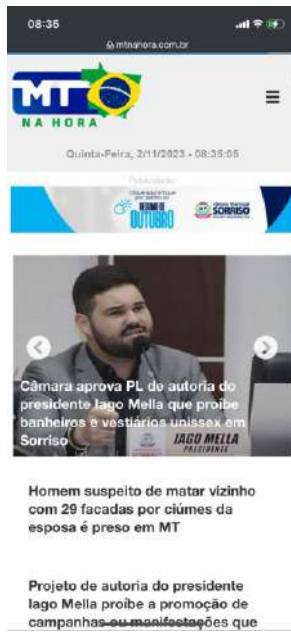 08:35
mtnahora.com.br
MT
NA HORA
Quinta-Feira, 2/11/2023 - 08:35:05
Publicidade
RESUMO DE
OUTUBRO
SORRISO
Câmara aprova PL de autoria do
presidente Iago Mella que proíbe
banheiros e vestiários unissex em
Sorriso
IAGO MELLA
PRESIDENTE
Homem suspeito de matar vizinho
com 29 facadas por ciúmes da
esposa é preso em MT
Projeto de autoria do presidente
Iago Mella proíbe a promoção de
campanhas ou manifestações que